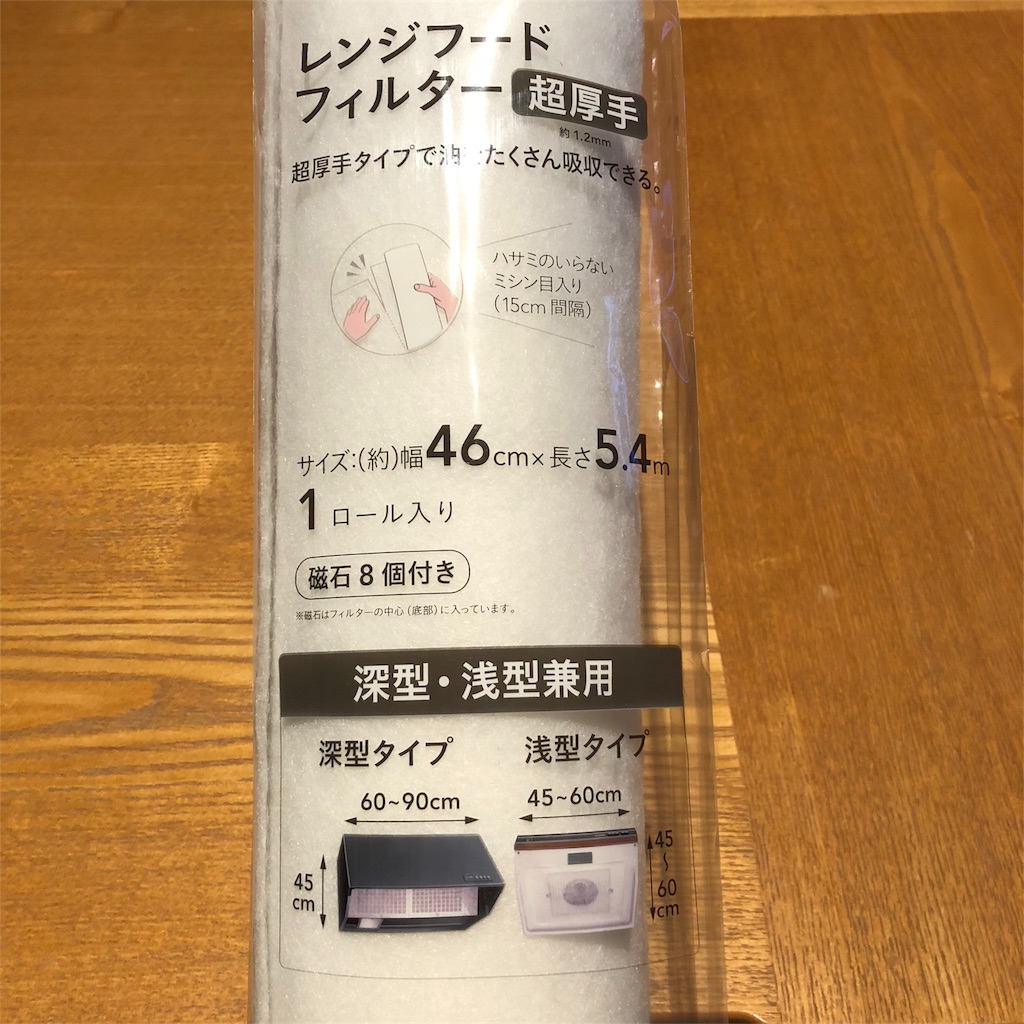 レンジフード
フィルター 超厚手
約1.2mm
超厚手タイプで油をたくさん吸収できる。
ハサミのいらない
ミシン目入り
(15cm間隔)
サイズ:(約)幅46cm×長さ5.4m
1ロール入り
磁石8個付き
※磁石はフィルターの中心(底部)に入っています。
深型・浅型兼用
深型タイプ 浅型タイプ
60~90cm 45~60cm
45
cm
45
~
60
cm